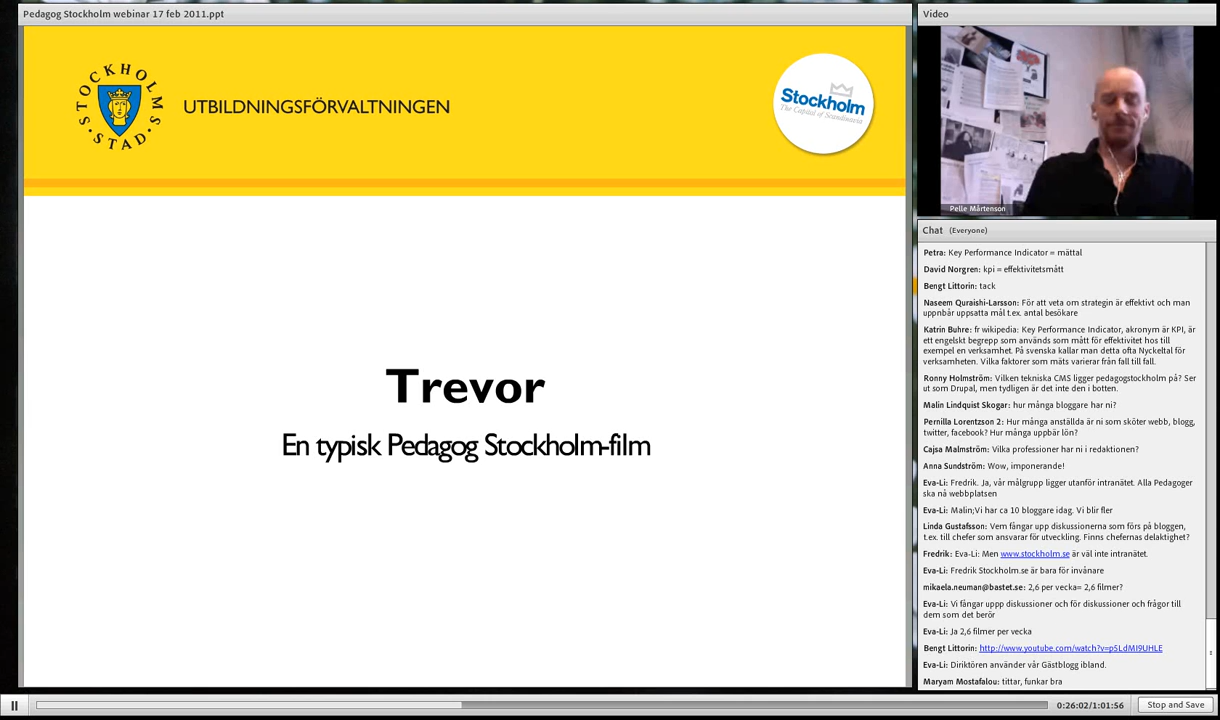 Pedagog Stockholm webinar 17 feb 2011.ppt
STOCKHOLMS
STAD
UTBILDNINGSFÖRVALTNINGEN
Stockholm
The Capital of Scandinavia
Trevor
En typisk Pedagog Stockholm-film
Video
Pelle Mårtenson
Chat (Everyone)
Petra: Key Performance Indicator = mättal
David Norgren: kpi = effektivitetsmått
Bengt Littorin: tack
Naseem Quraishi-Larsson: För att veta om strategin är effektivt och man
uppnbår uppsatta mål t.ex. antal besökare
Katrin Buhre: fr wikipedia: Key Performance Indicator, akronym är KPI, är
ett engelskt begrepp som används som mått för effektivitet hos till
exempel en verksamhet. På svenska kallar man detta ofta Nyckeltal för
verksamheten. Vilka faktorer som mäts varierar från fall till fall.
Ronny Holmström: Vilken tekniska CMS ligger pedagogstockholm på? Ser
ut som Drupal, men tydligen är det inte den i botten.
Malin Lindquist Skogar: hur många bloggare har ni?
Pernilla Lorentzson 2: Hur många anställda är ni som sköter webb, blogg,
twitter, facebook? Hur många uppbär lön?
Cajsa Malmström: Vilka professioner har ni i redaktionen?
Anna Sundström: Wow, imponerande!
Eva-Li: Fredrik. Ja, vår målgrupp ligger utanför intranätet. Alla Pedagoger
ska nå webbplatsen
Eva-Li: Malin;Vi har ca 10 bloggare idag. Vi blir fler
Linda Gustafsson: Vem fångar upp diskussionerna som förs på bloggen,
t.ex. till chefer som ansvarar för utveckling. Finns chefernas delaktighet?
Fredrik: Eva-Li: Men www.stockholm.se är väl inte intranätet.
Eva-Li: Fredrik Stockholm.se är bara för invånare
mikaela.neuman@bastet.se: 2,6 per vecka= 2,6 filmer?
Eva-Li: Vi fångar uppp diskussioner och för diskussioner och frågor till
dem som det berör
Eva-Li: Ja 2,6 filmer per vecka
Bengt Littorin: http://www.youtube.com/watch?v=p5LdMI9UHLE
Eva-Li: Diriktören använder vår Gästblogg ibland.
Maryam Mostafalou: tittar, funkar bra
0:26:02/1:01:56
Stop and Save